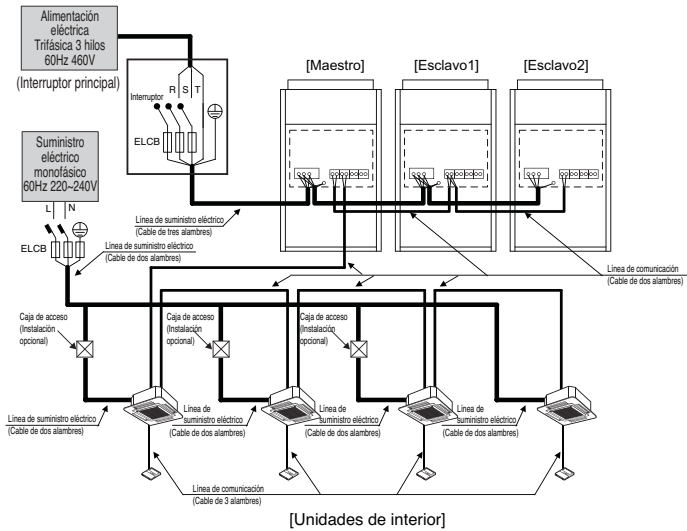 Alimentación
eléctrica
Trifásica 3 hilos
60Hz 460V
(Interruptor principal)
R S T
Interruptor
ELCB
[Maestro]
[Esclavo1]
[Esclavo2]
Suministro
eléctrico
monofásico
60Hz 220~240V
L N
ELCB
Línea de suministro eléctrico
(Cable de tres alambres)
Línea de suministro eléctrico
(Cable de dos alambres)
Línea de comunicación
(Cable de dos alambres)
Caja de acceso
(Instalación
opcional)
Caja de acceso
(Instalación
opcional)
Caja de acceso
(Instalación
opcional)
Línea de suministro eléctrico
(Cable de dos alambres)
Línea de
suministro eléctrico
(Cable de dos alambres)
Línea de
suministro eléctrico
(Cable de dos alambres)
Línea de
suministro eléctrico
(Cable de dos alambres)
Línea de comunicación
(Cable de 3 alambres)
[Unidades de interior]